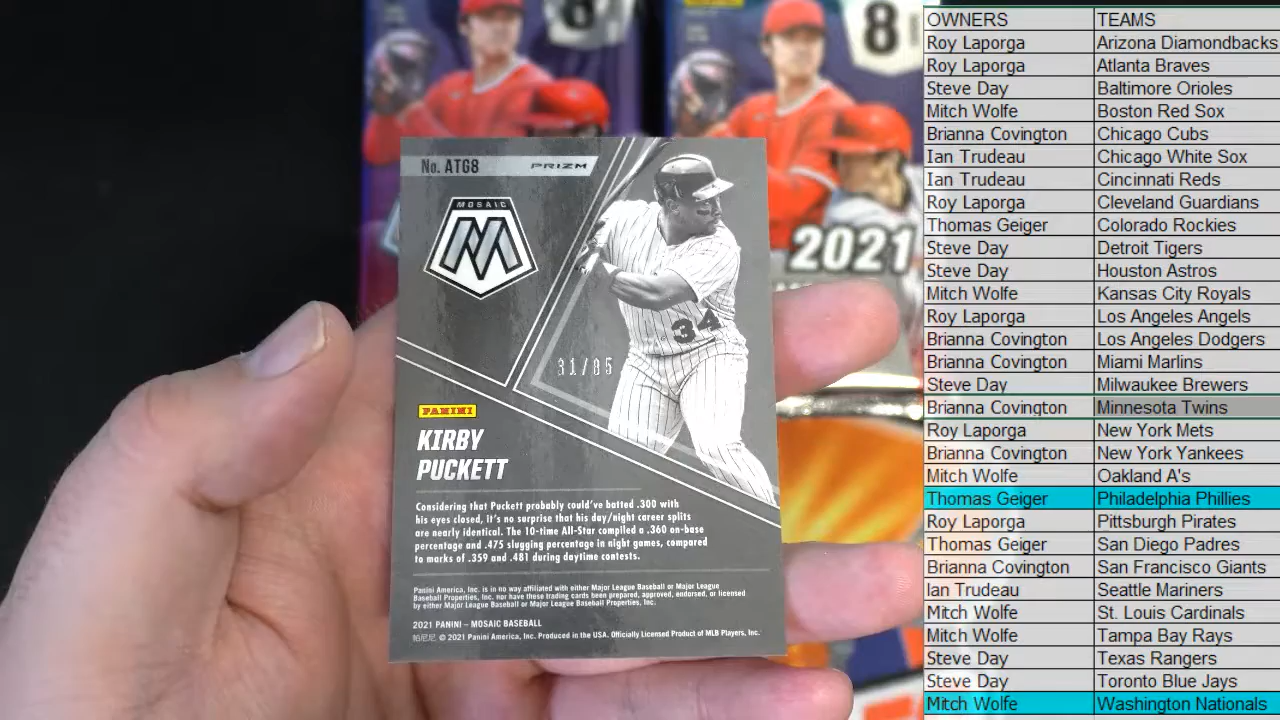 No. ATG8 PRIZM
MOSAIC
M
34
31/85
PANINI
KIRBY
PUCKETT
Considering that Puckett probably could've batted .300 with
his eyes closed, it's no surprise that his day/night career splits
are nearly identical. The 10-time All-Star compiled a .360 on-base
percentage and .475 slugging percentage in night games, compared
to marks of .359 and .481 during daytime contests.
Panini America, Inc. is in no way affiliated with either Major League Baseball or Major League
Baseball Properties, Inc. nor have these trading cards been prepared, approved, endorsed, or licensed
by either Major League Baseball or Major League Baseball Properties, Inc.
2021 PANINI – MOSAIC BASEBALL
帕尼尼 © 2021 Panini America, Inc. Produced in the USA. Officially Licensed Product of MLB Players, Inc.
8
8
2021
OWNERS TEAMS
Roy Laporga Arizona Diamondbacks
Roy Laporga Atlanta Braves
Steve Day Baltimore Orioles
Mitch Wolfe Boston Red Sox
Brianna Covington Chicago Cubs
Ian Trudeau Chicago White Sox
Ian Trudeau Cincinnati Reds
Roy Laporga Cleveland Guardians
Thomas Geiger Colorado Rockies
Steve Day Detroit Tigers
Steve Day Houston Astros
Mitch Wolfe Kansas City Royals
Roy Laporga Los Angeles Angels
Brianna Covington Los Angeles Dodgers
Brianna Covington Miami Marlins
Steve Day Milwaukee Brewers
Brianna Covington Minnesota Twins
Roy Laporga New York Mets
Brianna Covington New York Yankees
Mitch Wolfe Oakland A's
Thomas Geiger Philadelphia Phillies
Roy Laporga Pittsburgh Pirates
Thomas Geiger San Diego Padres
Brianna Covington San Francisco Giants
Ian Trudeau Seattle Mariners
Mitch Wolfe St. Louis Cardinals
Mitch Wolfe Tampa Bay Rays
Steve Day Texas Rangers
Steve Day Toronto Blue Jays
Mitch Wolfe Washington Nationals